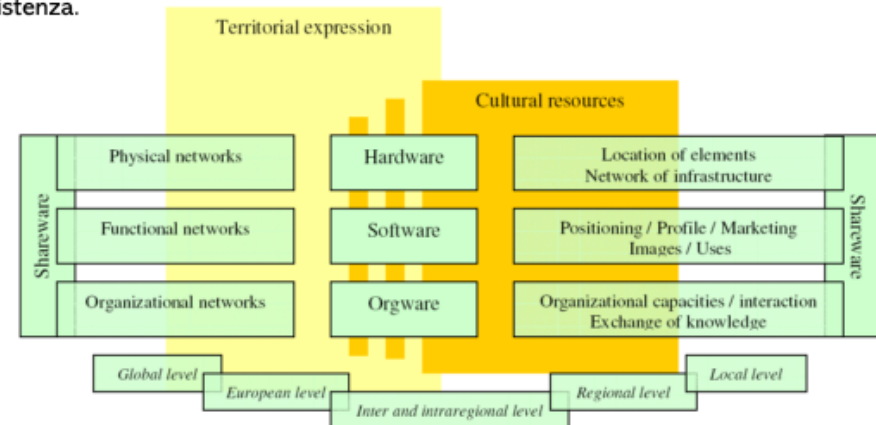 istenza.
Territorial expression
Cultural resources
Shareware
Physical networks
Hardware
Location of elements
Network of infrastructure
Functional networks
Software
Positioning / Profile / Marketing
Images / Uses
Organizational networks
Orgware
Organizational capacities / interaction
Exchange of knowledge
Shareware
Global level
European level
Inter and intraregional level
Regional level
Local level